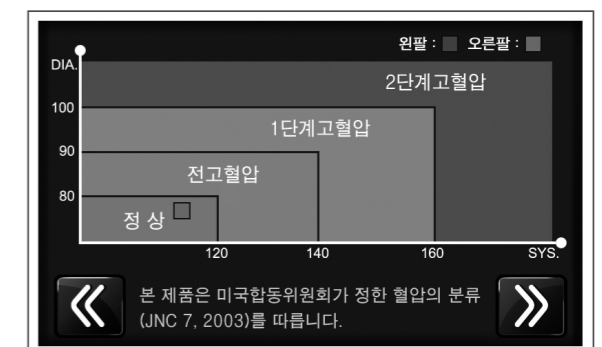 왼팔 : 오른팔 :
DIA.
2단계고혈압
100
1단계고혈압
90
전고혈압
80
정 상
120 140 160 SYS.
본 제품은 미국합동위원회가 정한 혈압의 분류
(JNC 7, 2003)를 따릅니다.